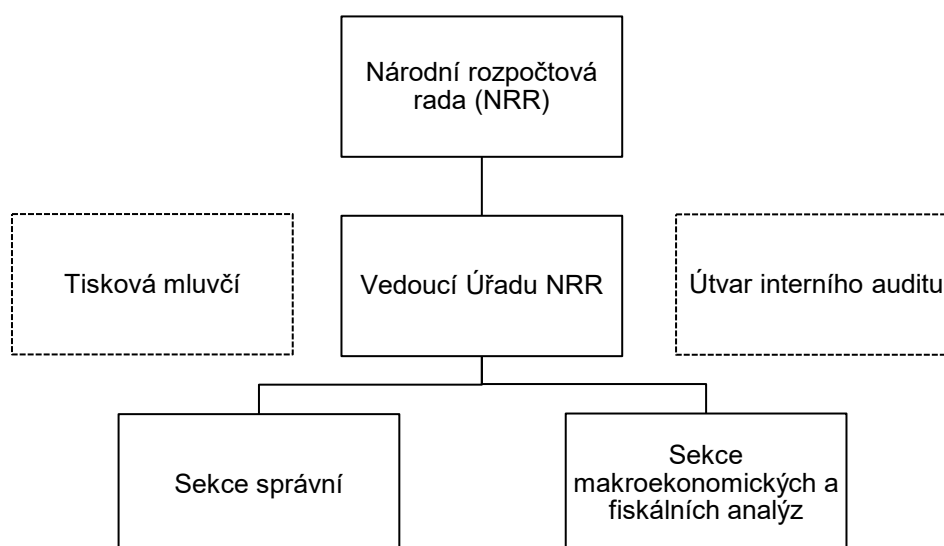 Národní rozpočtová
rada (NRR)
Tisková mluvčí
Vedoucí Úřadu NRR
Útvar interního auditu
Sekce správní
Sekce
makroekonomických a
fiskálních analýz